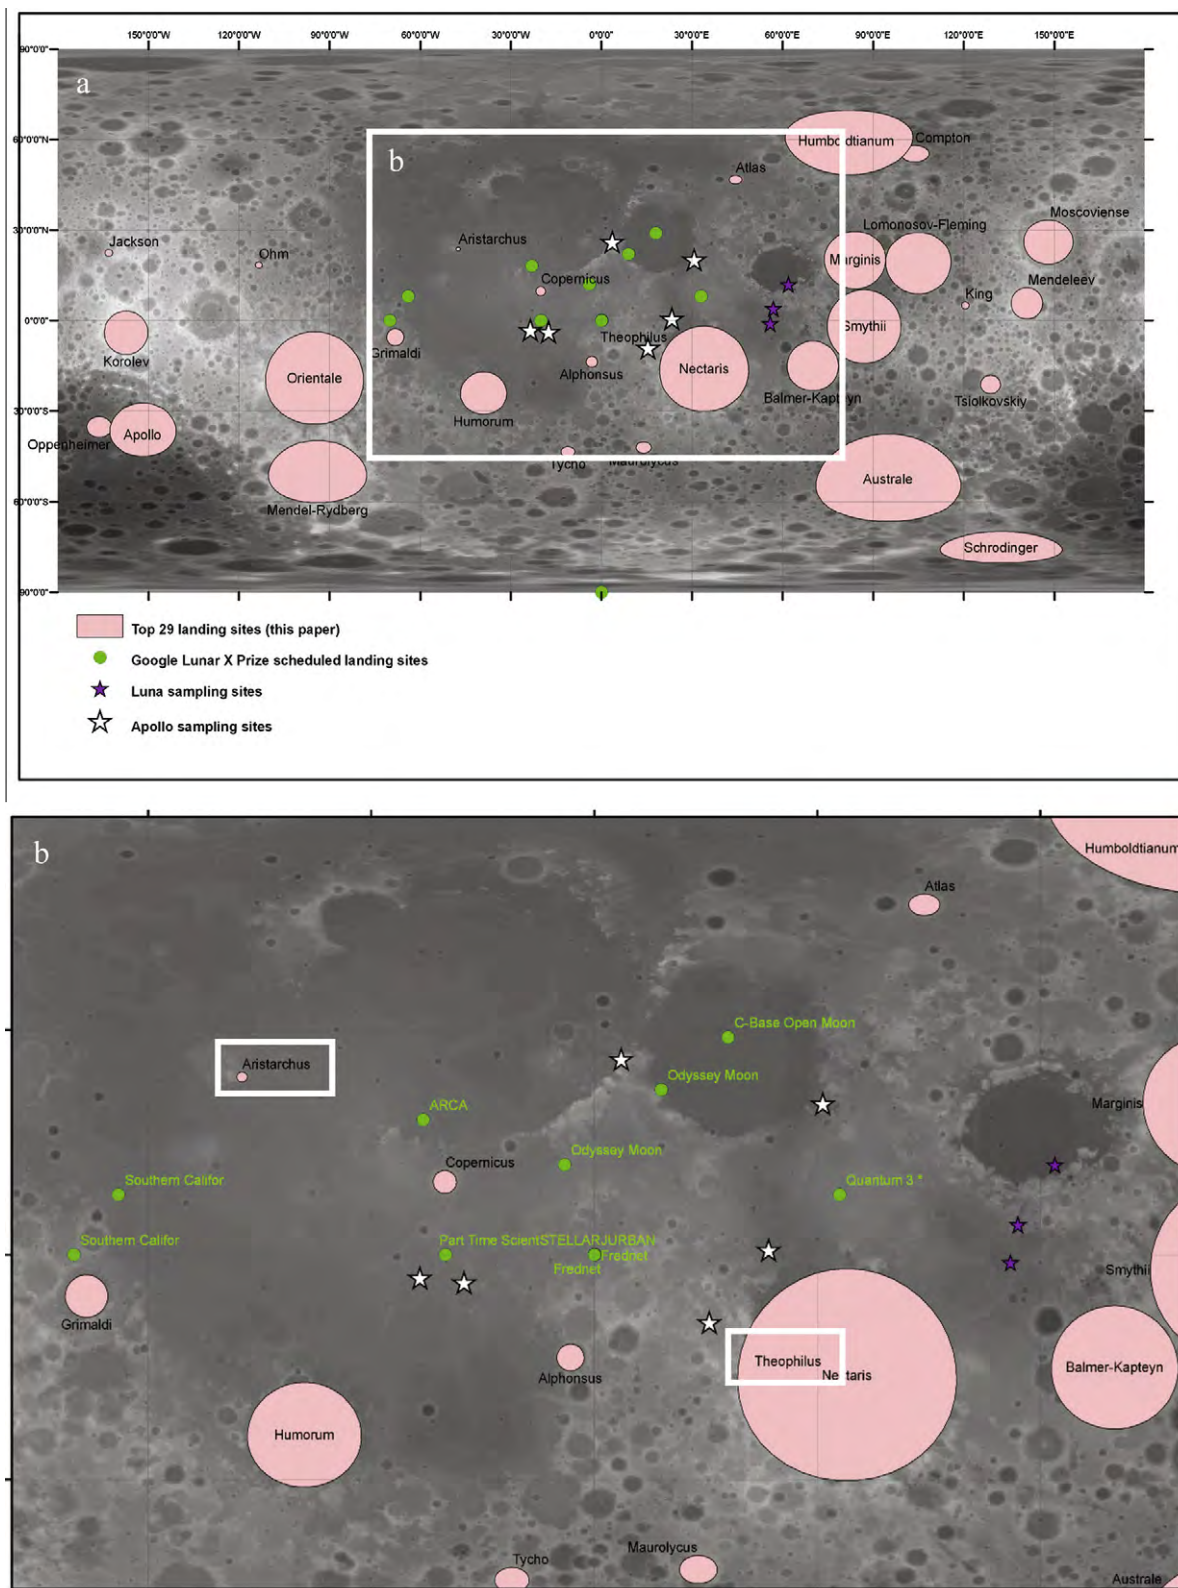 150°0'0"W 120°0'0"W 90°0'0"W 60°0'0"W 30°0'0"W 0°0'0" 30°0'0"E 60°0'0"E 90°0'0"E 120°0'0"E 150°0'0"E
90°0'0"N
a
60°0'0"N
Humboldtianum
Compton
b
Atlas
30°0'0"N
Moscoviense
Lomonosov-Fleming
Jackson
Ohm
Aristarchus
Marginis
Copernicus
Mendeleev
King
0°0'0"
Smythii
Theophilus
Korolev
Grimaldi
Alphonsus
Nectaris
Orientale
Balmer-Kapteyn
Tsiolkovskiy
30°0'0"S
Humorum
Oppenheimer
Apollo
Tycho
Maurolycus
Australe
60°0'0"S
Mendel-Rydberg
Schrodinger
90°0'0"
Top 29 landing sites (this paper)
Google Lunar X Prize scheduled landing sites
Luna sampling sites
Apollo sampling sites
b
Humboldtianum
Atlas
C-Base Open Moon
Aristarchus
Odyssey Moon
ARCA
Marginis
Odyssey Moon
Copernicus
Southern Califor
Quantum 3 *
Southern Califor
Part Time ScientSTELLARJURBAN
Frednet
Frednet
Smythii
Grimaldi
Theophilus
Nectaris
Balmer-Kapteyn
Alphonsus
Humorum
Tycho
Maurolycus
Australe